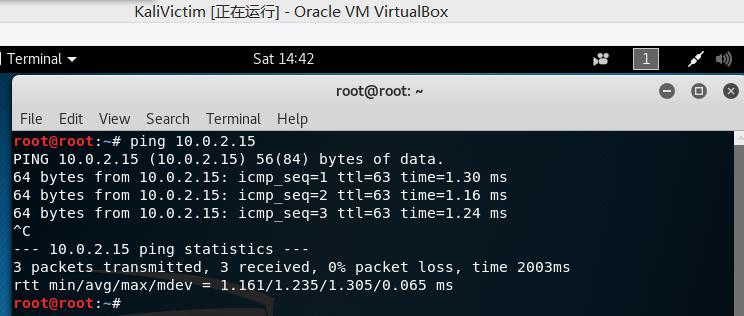 KaliVictim [正在运行] - Oracle VM VirtualBox
Terminal Sat 14:42 1
root@root: ~
File Edit View Search Terminal Help
root@root:~# ping 10.0.2.15
PING 10.0.2.15 (10.0.2.15) 56(84) bytes of data.
64 bytes from 10.0.2.15: icmp_seq=1 ttl=63 time=1.30 ms
64 bytes from 10.0.2.15: icmp_seq=2 ttl=63 time=1.16 ms
64 bytes from 10.0.2.15: icmp_seq=3 ttl=63 time=1.24 ms
^C
--- 10.0.2.15 ping statistics ---
3 packets transmitted, 3 received, 0% packet loss, time 2003ms
rtt min/avg/max/mdev = 1.161/1.235/1.305/0.065 ms
root@root:~#